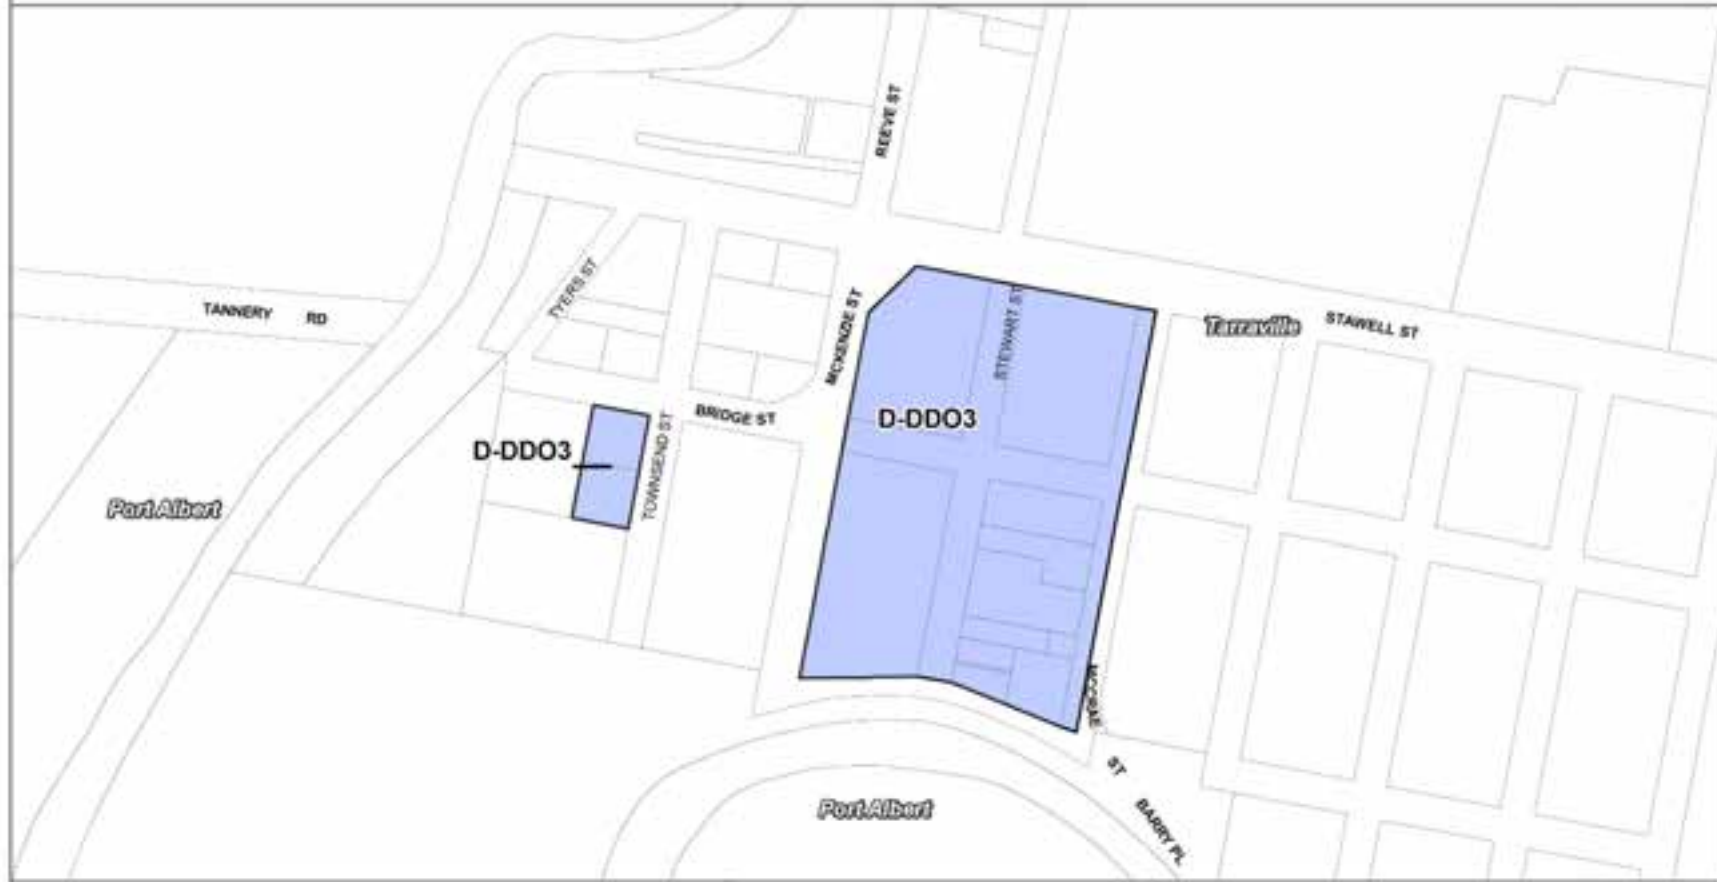 REEVE ST
TYERS ST
TANNERY RD
MCKENZIE ST
STEWART ST
Tarraville
STAWELL ST
BRIDGE ST
D-DDO3
D-DDO3
TOWNSEND ST
Port Albert
ST
Port Albert
BARRY PL